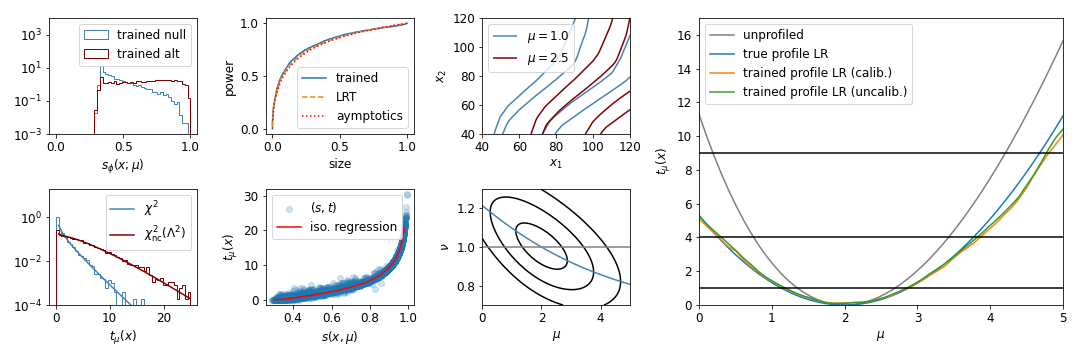 10³
10¹
10⁻¹
10⁻³
0.0 0.5 1.0
s_ϕ(x; μ)
trained null
trained alt
1.0
0.5
0.0
power
0.0 0.5 1.0
size
trained
LRT
aymptotics
120
100
80
60
40
x₂
40 60 80 100 120
x₁
μ = 1.0
μ = 2.5
10⁰
10⁻²
10⁻⁴
0 10 20
t_μ(x)
χ²
χ²_nc(Λ²)
30
20
10
0
t_μ(x)
0.4 0.6 0.8 1.0
s(x, μ)
(s, t)
iso. regression
1.2
1.0
0.8
ν
0 2 4
μ
16
14
12
10
8
6
4
2
0
t_μ(x)
0 1 2 3 4 5
μ
unprofiled
true profile LR
trained profile LR (calib.)
trained profile LR (uncalib.)